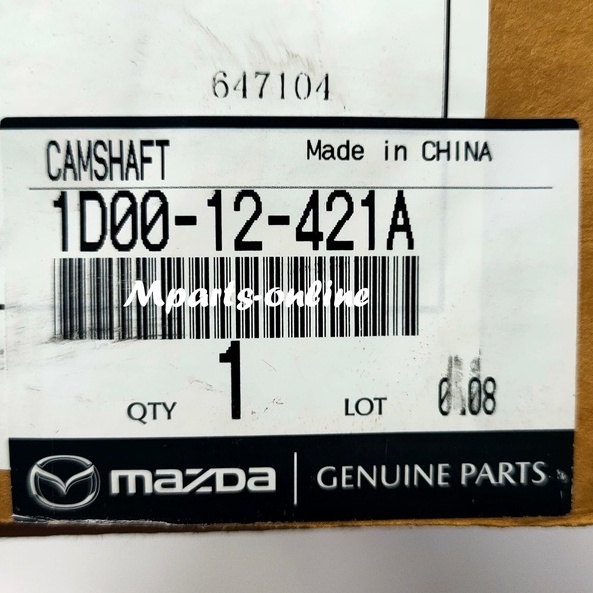 647104
CAMSHAFT Made in CHINA
1D00-12-421A
Mparts-online
QTY 1 LOT
mazda GENUINE PARTS